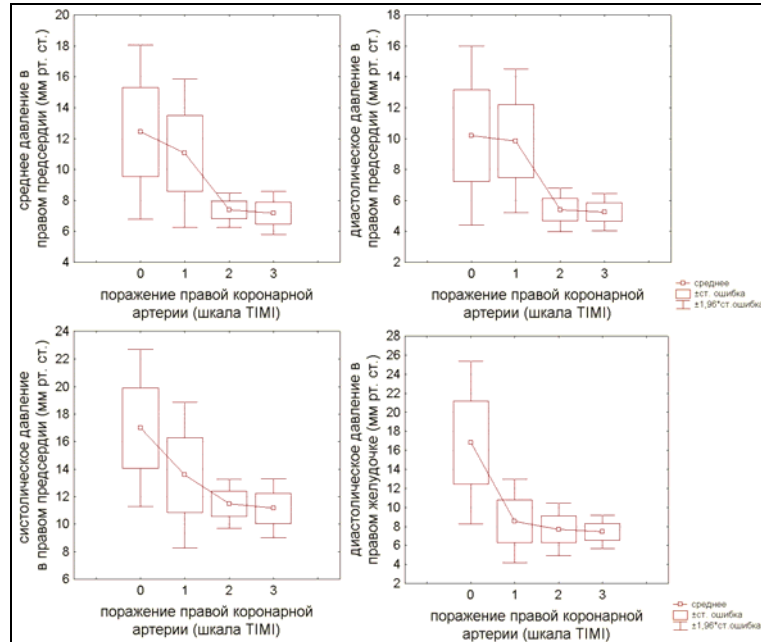 среднее давление в
правом предсердии (мм рт. ст.)
20
18
16
14
12
10
8
6
4
0 1 2 3
поражение правой коронарной
артерии (шкала TIMI)
диастолическое давление в
правом предсердии (мм рт. ст.)
18
16
14
12
10
8
6
4
2
0 1 2 3
поражение правой коронарной
артерии (шкала TIMI)
среднее
±ст. ошибка
±1,96*ст.ошибка
систолическое давление
в правом предсердии (мм рт. ст.)
24
22
20
18
16
14
12
10
8
6
0 1 2 3
поражение правой коронарной
артерии (шкала TIMI)
диастолическое давление в
правом желудочке (мм рт. ст.)
28
26
24
22
20
18
16
14
12
10
8
6
4
2
0 1 2 3
поражение правой коронарной
артерии (шкала TIMI)
среднее
±ст. ошибка
±1,96*ст.ошибка